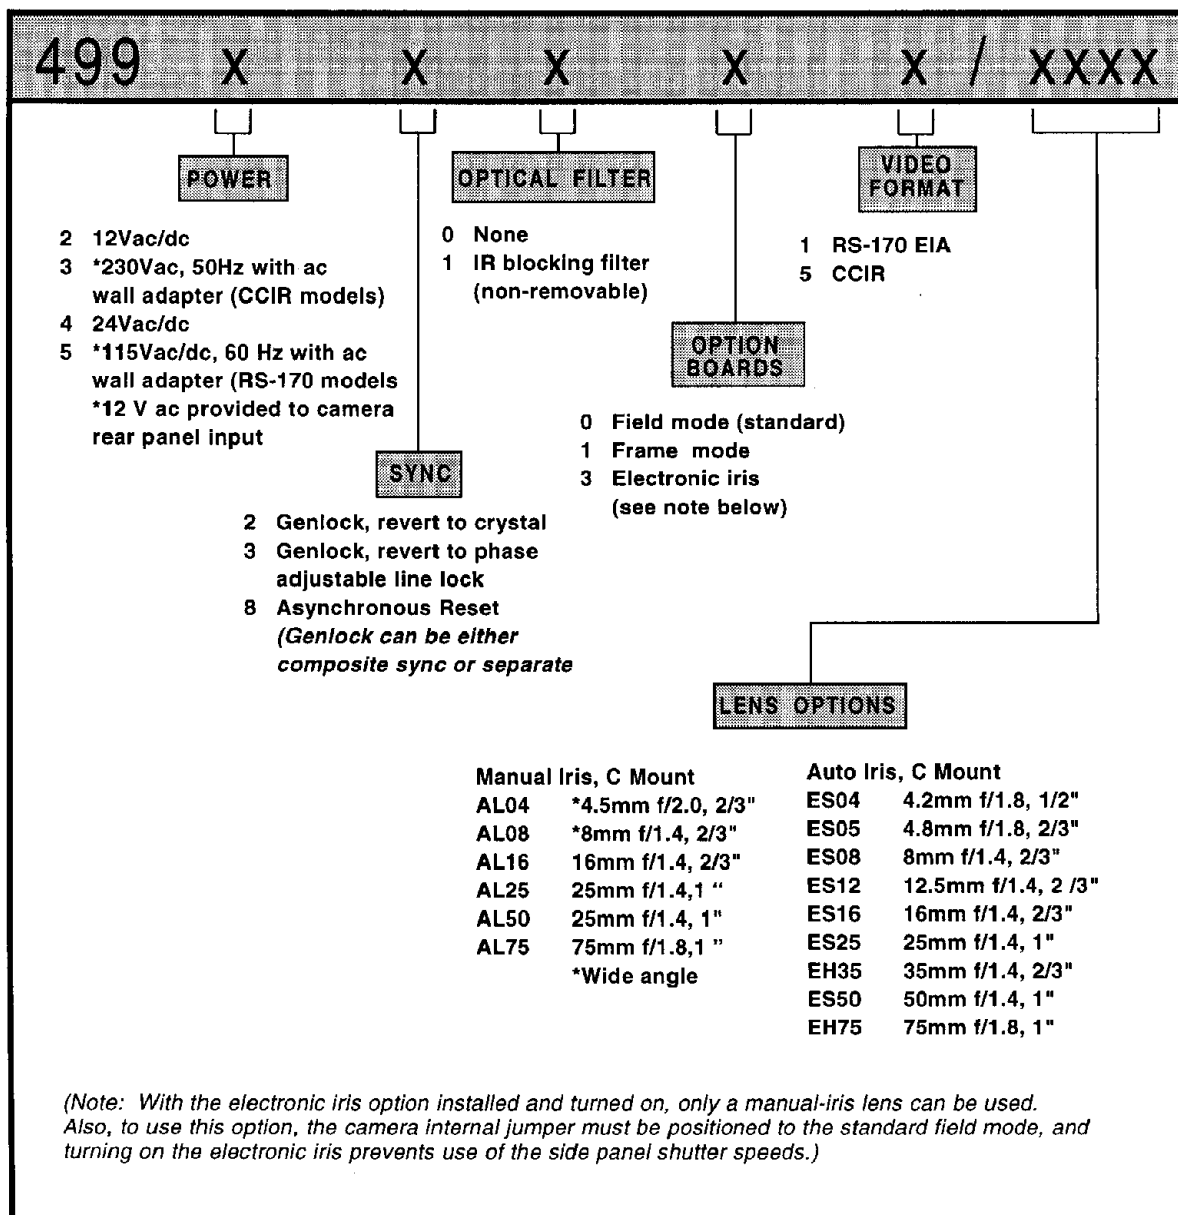 499 X X X X X / XXXX
POWER
2 12Vac/dc
3 *230Vac, 50Hz with ac
wall adapter (CCIR models)
4 24Vac/dc
5 *115Vac/dc, 60 Hz with ac
wall adapter (RS-170 models
*12 V ac provided to camera
rear panel input
SYNC
2 Genlock, revert to crystal
3 Genlock, revert to phase
adjustable line lock
8 Asynchronous Reset
(Genlock can be either
composite sync or separate
OPTICAL FILTER
0 None
1 IR blocking filter
(non-removable)
OPTION
BOARDS
0 Field mode (standard)
1 Frame mode
3 Electronic iris
(see note below)
VIDEO
FORMAT
1 RS-170 EIA
5 CCIR
LENS OPTIONS
Manual Iris, C Mount
AL04 *4.5mm f/2.0, 2/3"
AL08 *8mm f/1.4, 2/3"
AL16 16mm f/1.4, 2/3"
AL25 25mm f/1.4,1 "
AL50 25mm f/1.4, 1"
AL75 75mm f/1.8,1 "
*Wide angle
Auto Iris, C Mount
ES04 4.2mm f/1.8, 1/2"
ES05 4.8mm f/1.8, 2/3"
ES08 8mm f/1.4, 2/3"
ES12 12.5mm f/1.4, 2 /3"
ES16 16mm f/1.4, 2/3"
ES25 25mm f/1.4, 1"
EH35 35mm f/1.4, 2/3"
ES50 50mm f/1.4, 1"
EH75 75mm f/1.8, 1"
(Note: With the electronic iris option installed and turned on, only a manual-iris lens can be used.
Also, to use this option, the camera internal jumper must be positioned to the standard field mode, and
turning on the electronic iris prevents use of the side panel shutter speeds.)